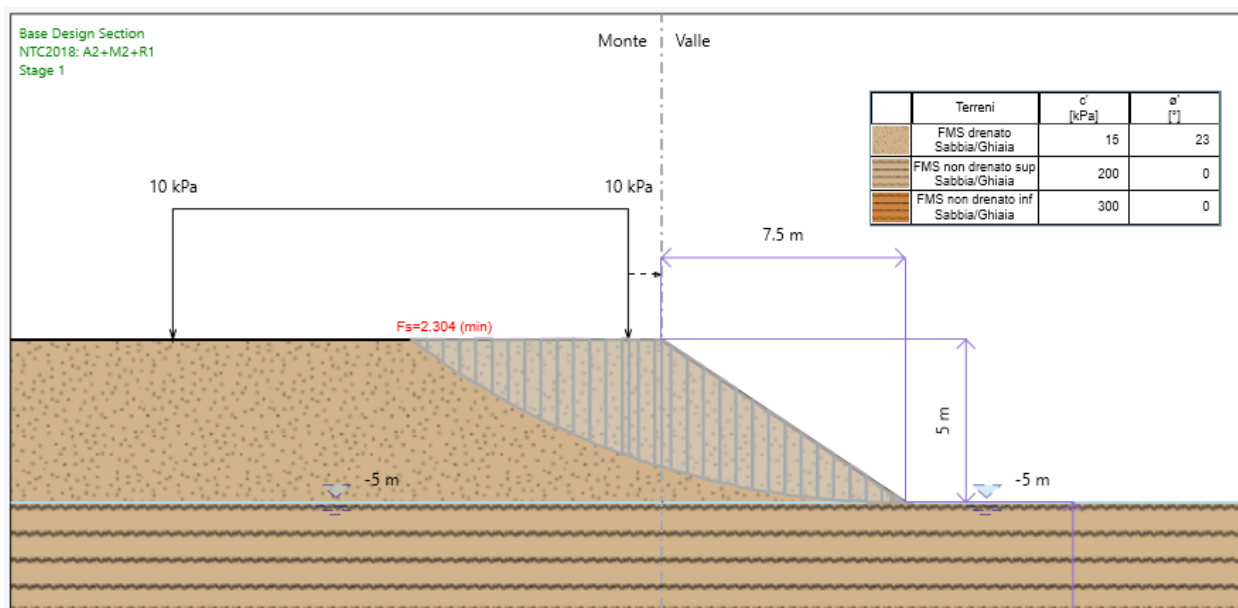 Base Design Section
NTC2018: A2+M2+R1
Stage 1
Monte
Valle
Terreni
c'
[kPa]
ø'
[°]
FMS drenato
Sabbia/Ghiaia
15
23
FMS non drenato sup
Sabbia/Ghiaia
200
0
FMS non drenato inf
Sabbia/Ghiaia
300
0
10 kPa
10 kPa
7.5 m
Fs=2.304 (min)
5 m
-5 m
-5 m